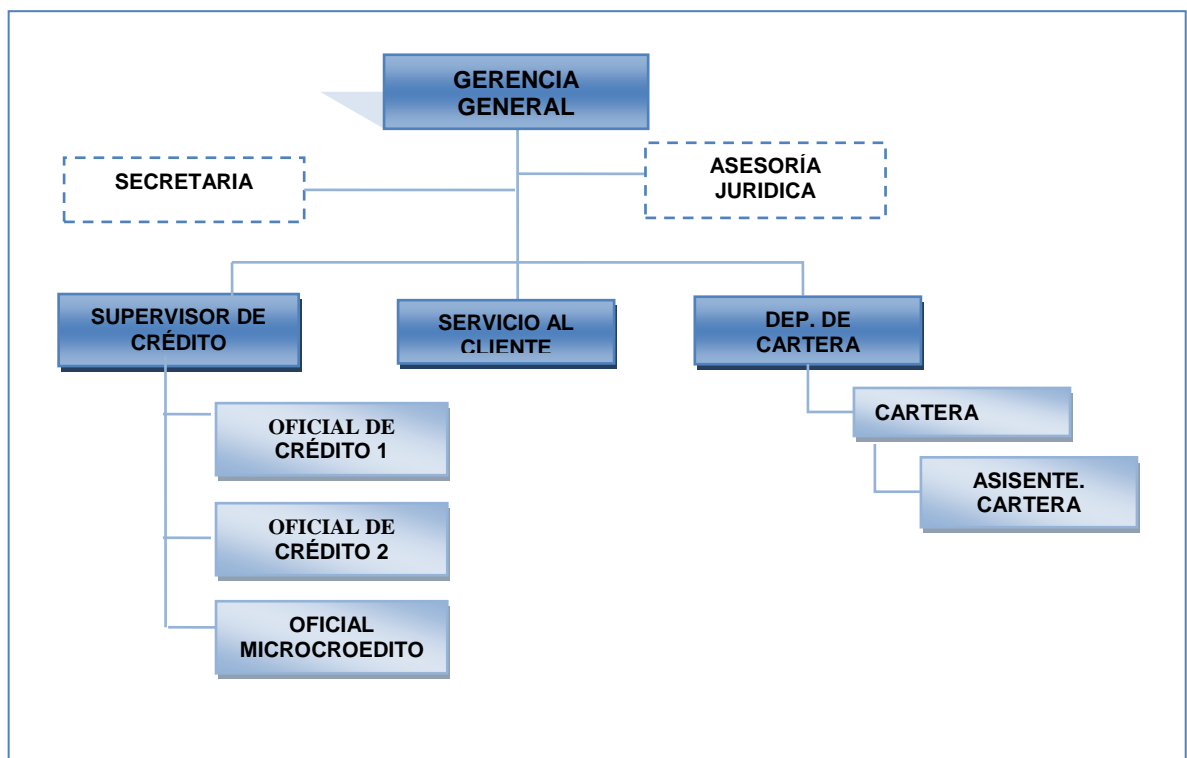 GERENCIA
GENERAL
SECRETARIA
ASESORÍA
JURIDICA
SUPERVISOR DE
CRÉDITO
SERVICIO AL
CLIENTE
DEP. DE
CARTERA
OFICIAL DE
CRÉDITO 1
OFICIAL DE
CRÉDITO 2
OFICIAL
MICROCROEDITO
CARTERA
ASISENTE.
CARTERA